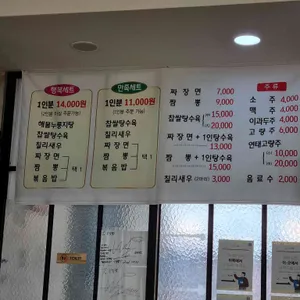 행복세트
1인분 14,000원
해물누룽지탕
찹쌀탕수육
칠리새우
짜 장 면
짬 뽕
볶 음 밥
택 1
만족세트
1인분 11,000원
찹쌀탕수육
칠리새우
짜 장 면
짬 뽕
볶 음 밥
택 1
짜 장 면 7,000
짬 뽕 9,000
찹쌀탕수육 15,000
20,000
짜 장 면 + 1인탕수육
13,000
짬 뽕 + 1인탕수육
15,000
칠리새우 3,000
주 류
소 주 4,000
맥 주 4,000
이과두주 4,000
고량주 6,000
연태고량주
10,000
20,000
음 료 수 2,000